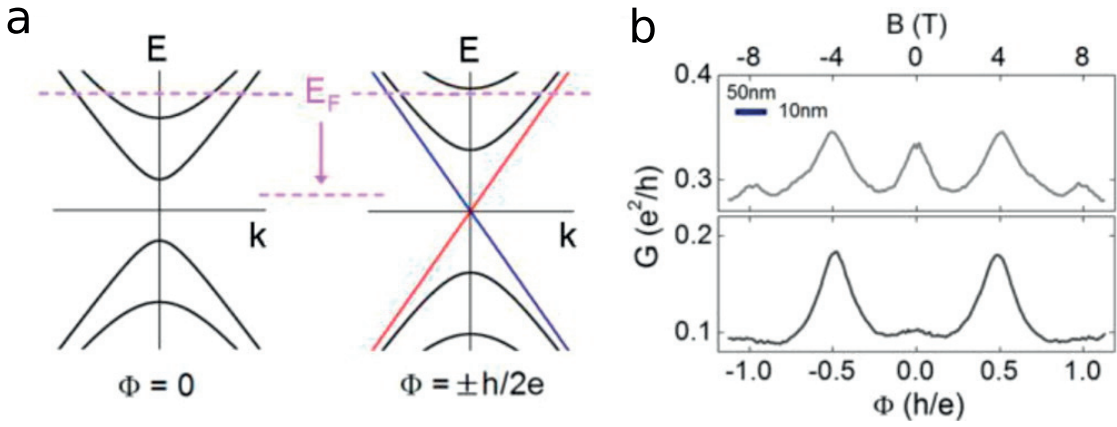 a
E
E
E_F
k
k
Φ = 0
Φ = ±h/2e
b
B (T)
-8 -4 0 4 8
50nm
10nm
0.4
0.3
0.2
0.1
G (e²/h)
-1.0 -0.5 0.0 0.5 1.0
Φ (h/e)